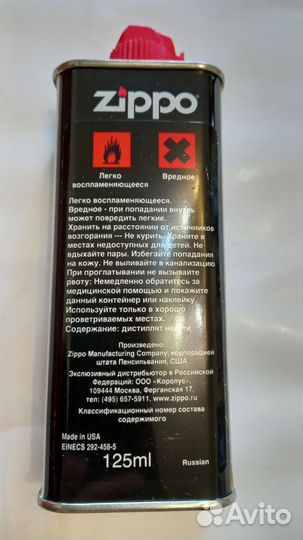 zippo
Легко
воспламеняющееся
Вредное
Легко воспламеняющееся.
Вредное - при попадании внутрь
может повредить легкие.
Хранить на расстоянии от источников
возгорания --- Не курить. Храните в
местах недоступных для детей. Не
вдыхайте пары. Избегайте попадания
на кожу. Не выливайте в канализацию
При проглатывании не вызывайте
рвоту: Немедленно обратитесь за
медицинской помощью и покажите
данный контейнер или наклейку.
Используйте только в хорошо
проветриваемых местах.
Содержание: дистиллят нефти
Произведено:
Zippo Manufacturing Company, корпорацией
штата Пенсильвания, США
Эксклюзивный дистрибьютор в Российской
Федерации: ООО «Королус».
109444 Москва, Ферганская 17,
тел: (495) 657-5911, www.zippo.ru
Классификационный номер состава
содержимого
Made in USA
EINECS 292-458-5
125ml
Russian
Avito